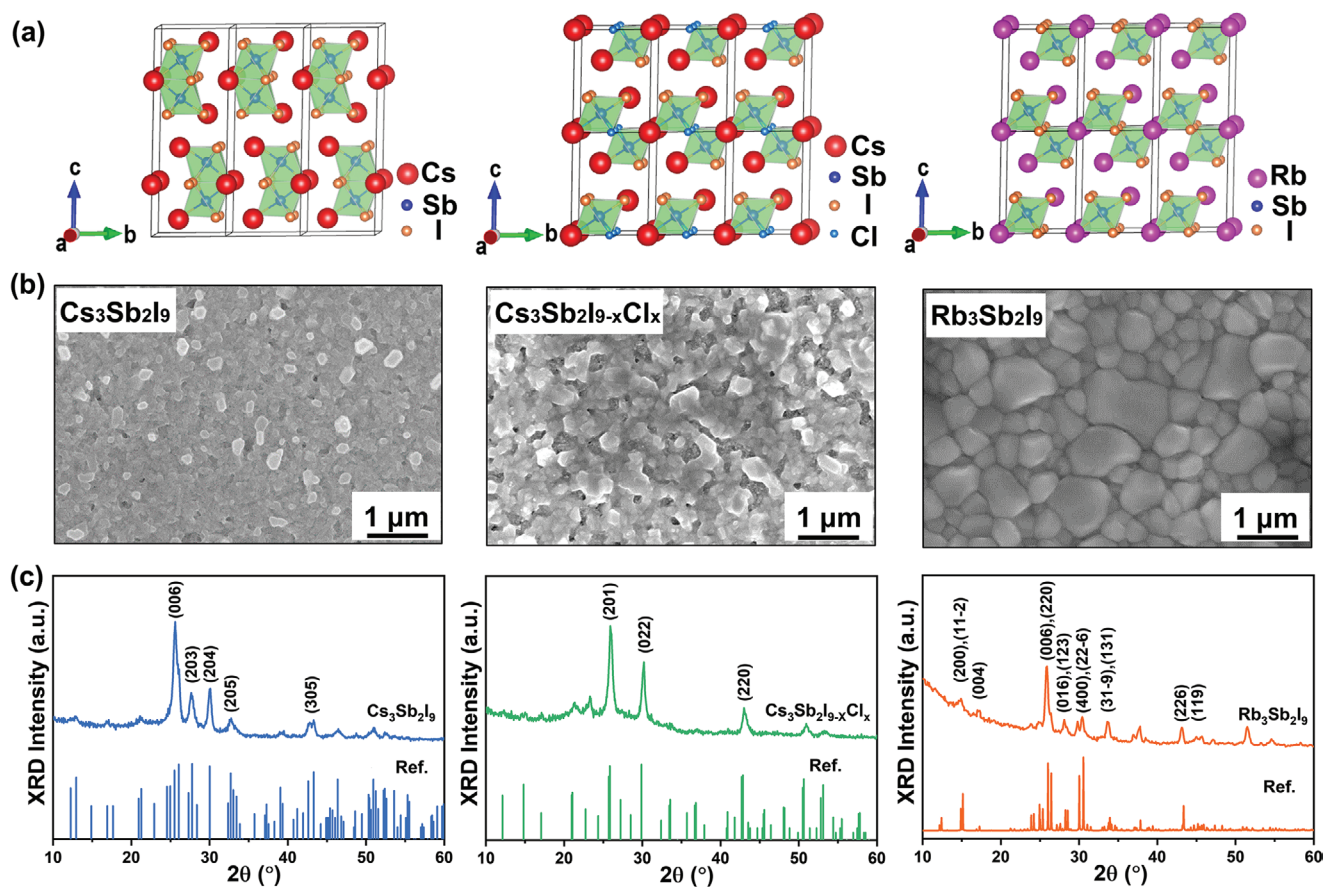 (a)
c
b
a
Cs
Sb
I
c
b
a
Cs
Sb
I
Cl
c
b
a
Rb
Sb
I
(b)
Cs₃Sb₂I₉
1 µm
Cs₃Sb₂I₉₋ₓClₓ
1 µm
Rb₃Sb₂I₉
1 µm
(c)
XRD Intensity (a.u.)
(006)
(203)
(204)
(205)
(305)
Cs₃Sb₂I₉
Ref.
10 20 30 40 50 60
2θ (°)
XRD Intensity (a.u.)
(201)
(022)
(220)
Cs₃Sb₂I₉₋ₓClₓ
Ref.
10 20 30 40 50 60
2θ (°)
XRD Intensity (a.u.)
(200),(11-2)
(004)
(006),(220)
(016),(123)
(400),(22-6)
(31-9),(131)
(226)
(119)
Rb₃Sb₂I₉
Ref.
10 20 30 40 50 60
2θ (°)